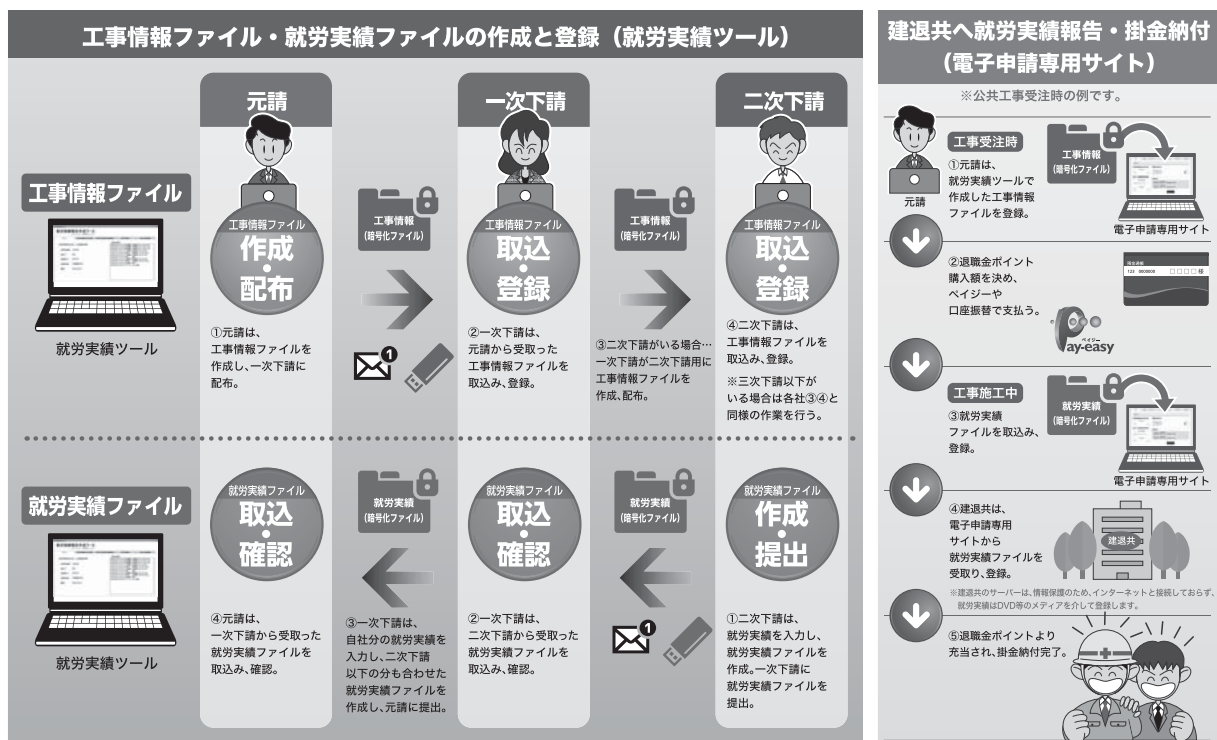 工事情報ファイル・就労実績ファイルの作成と登録（就労実績ツール）
元請
一次下請
二次下請
工事情報ファイル
就労実績ツール
工事情報ファイル
作成
・
配布
①元請は、
工事情報ファイルを
作成し、一次下請に
配布。
工事情報
（暗号化ファイル）
1
工事情報ファイル
取込
・
登録
②一次下請は、
元請から受取った
工事情報ファイルを
取込み、登録。
工事情報
（暗号化ファイル）
③二次下請がいる場合…
一次下請が二次下請用に
工事情報ファイルを
作成、配布。
工事情報ファイル
取込
・
登録
④二次下請は、
工事情報ファイルを
取込み、登録。
※三次下請以下が
いる場合は各社③④と
同様の作業を行う。
就労実績ファイル
就労実績ツール
就労実績ファイル
取込
・
確認
④元請は、
一次下請から受取った
就労実績ファイルを
取込み、確認。
就労実績
（暗号化ファイル）
③一次下請は、
自社分の就労実績を
入力し、二次下請
以下の分も合わせた
就労実績ファイルを
作成し、元請に提出。
就労実績ファイル
取込
・
確認
②一次下請は、
二次下請から受取った
就労実績ファイルを
取込み、確認。
就労実績
（暗号化ファイル）
1
就労実績ファイル
作成
・
提出
①二次下請は、
就労実績を入力し、
就労実績ファイルを
作成。一次下請に
就労実績ファイルを
提出。
建退共へ就労実績報告・掛金納付
（電子申請専用サイト）
※公共工事受注時の例です。
元請
工事受注時
①元請は、
就労実績ツールで
作成した工事情報
ファイルを登録。
工事情報
（暗号化ファイル）
電子申請専用サイト
②退職金ポイント
購入額を決め、
ペイジーや
口座振替で支払う。
123 0000000 様
ペイジー
Pay-easy
工事施工中
③就労実績
ファイルを取込み、
登録。
就労実績
（暗号化ファイル）
電子申請専用サイト
④建退共は、
電子申請専用
サイトから
就労実績ファイルを
受取り、登録。
建退共
※建退共のサーバーは、情報保護のため、インターネットと接続しておらず、
就労実績はDVD等のメディアを介して登録します。
⑤退職金ポイントより
充当され、掛金納付完了。